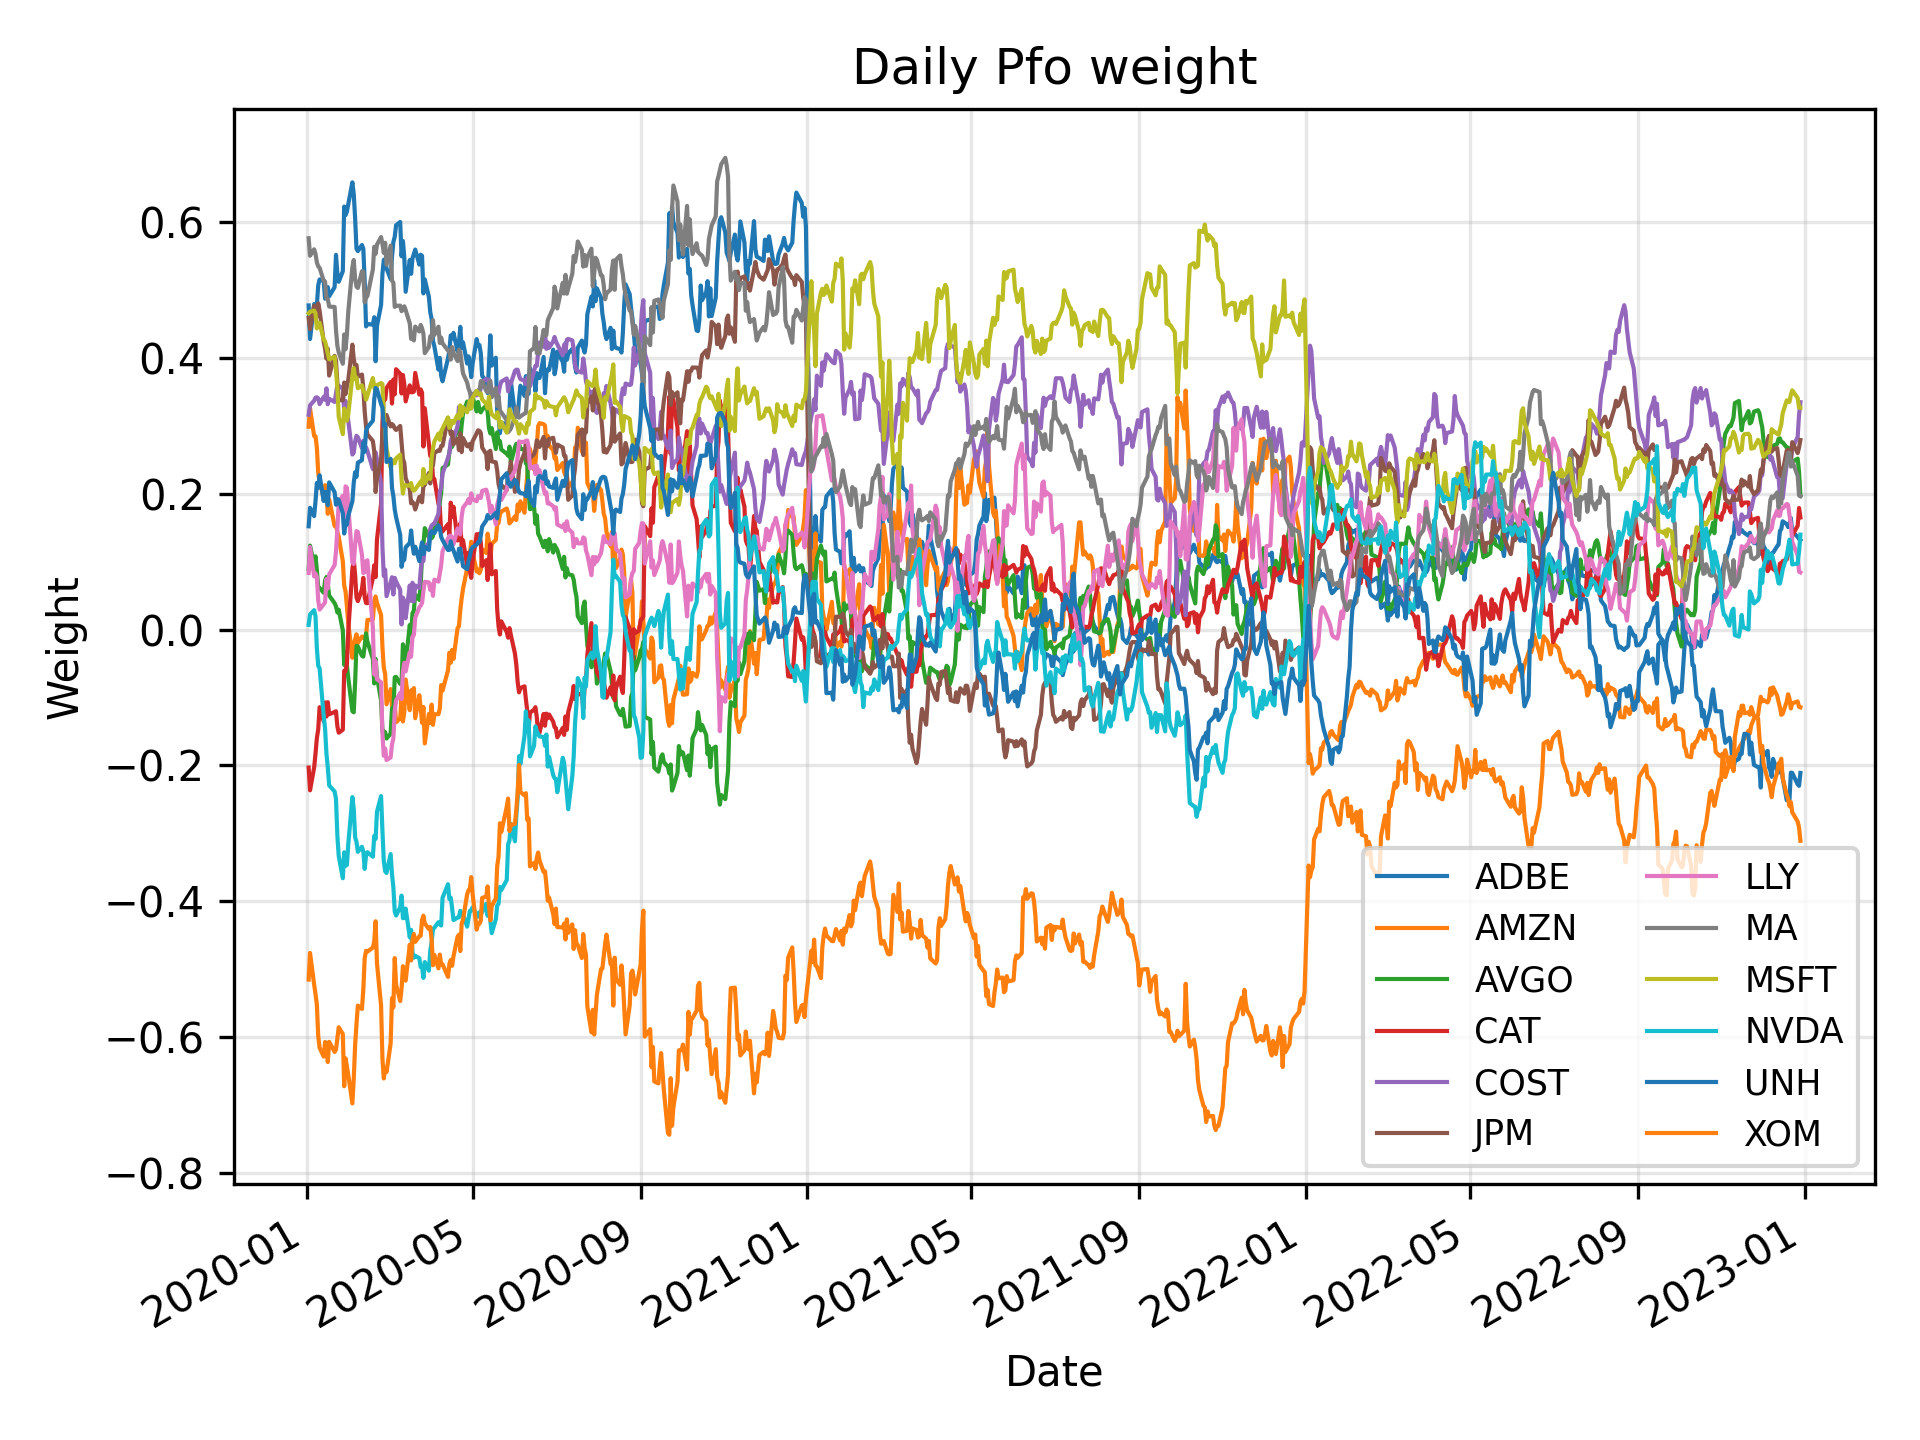 Daily Pfo weight
Weight
0.6
0.4
0.2
0.0
−0.2
−0.4
−0.6
−0.8
ADBE
AMZN
AVGO
CAT
COST
JPM
LLY
MA
MSFT
NVDA
UNH
XOM
2020-01
2020-05
2020-09
2021-01
2021-05
2021-09
2022-01
2022-05
2022-09
2023-01
Date